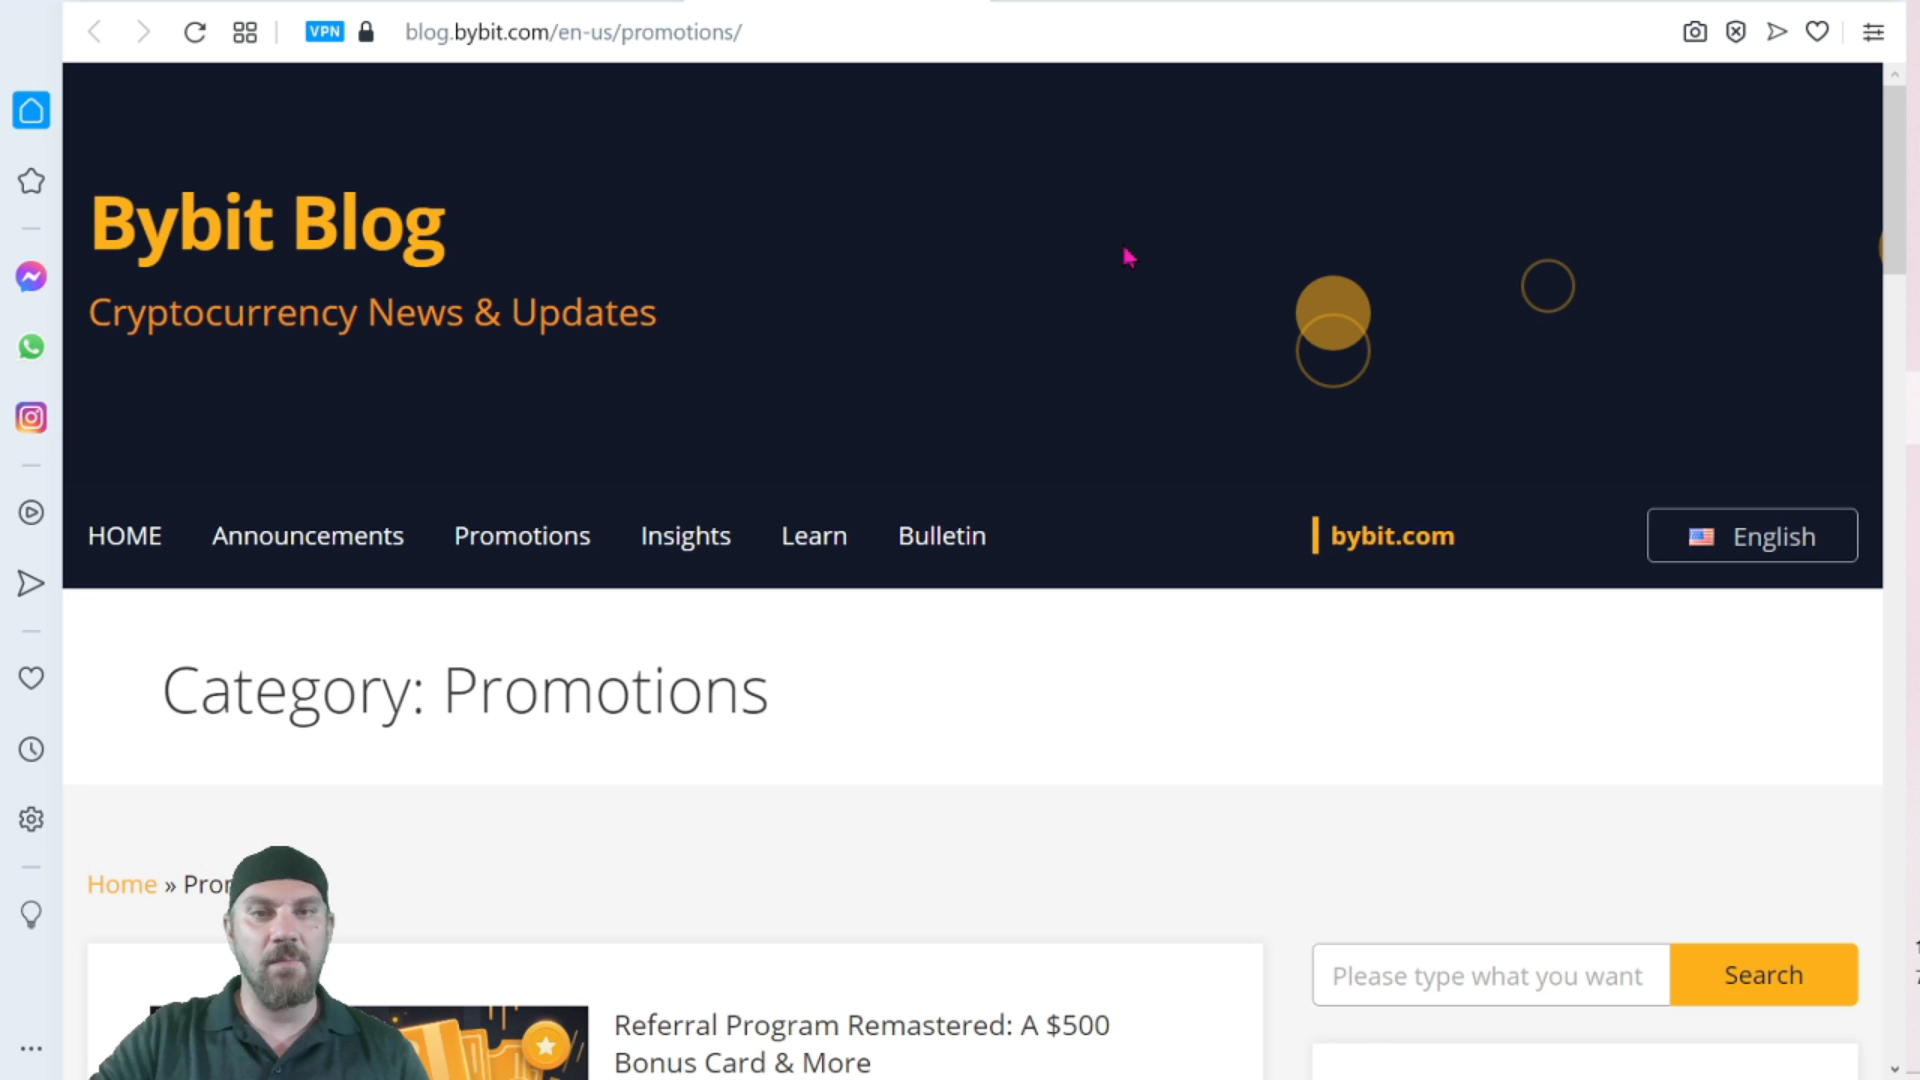 VPN
blog.bybit.com/en-us/promotions/
Bybit Blog
Cryptocurrency News & Updates
HOME Announcements Promotions Insights Learn Bulletin bybit.com English
Category: Promotions
Home »
Please type what you want Search
Referral Program Remastered: A $500
Bonus Card & More